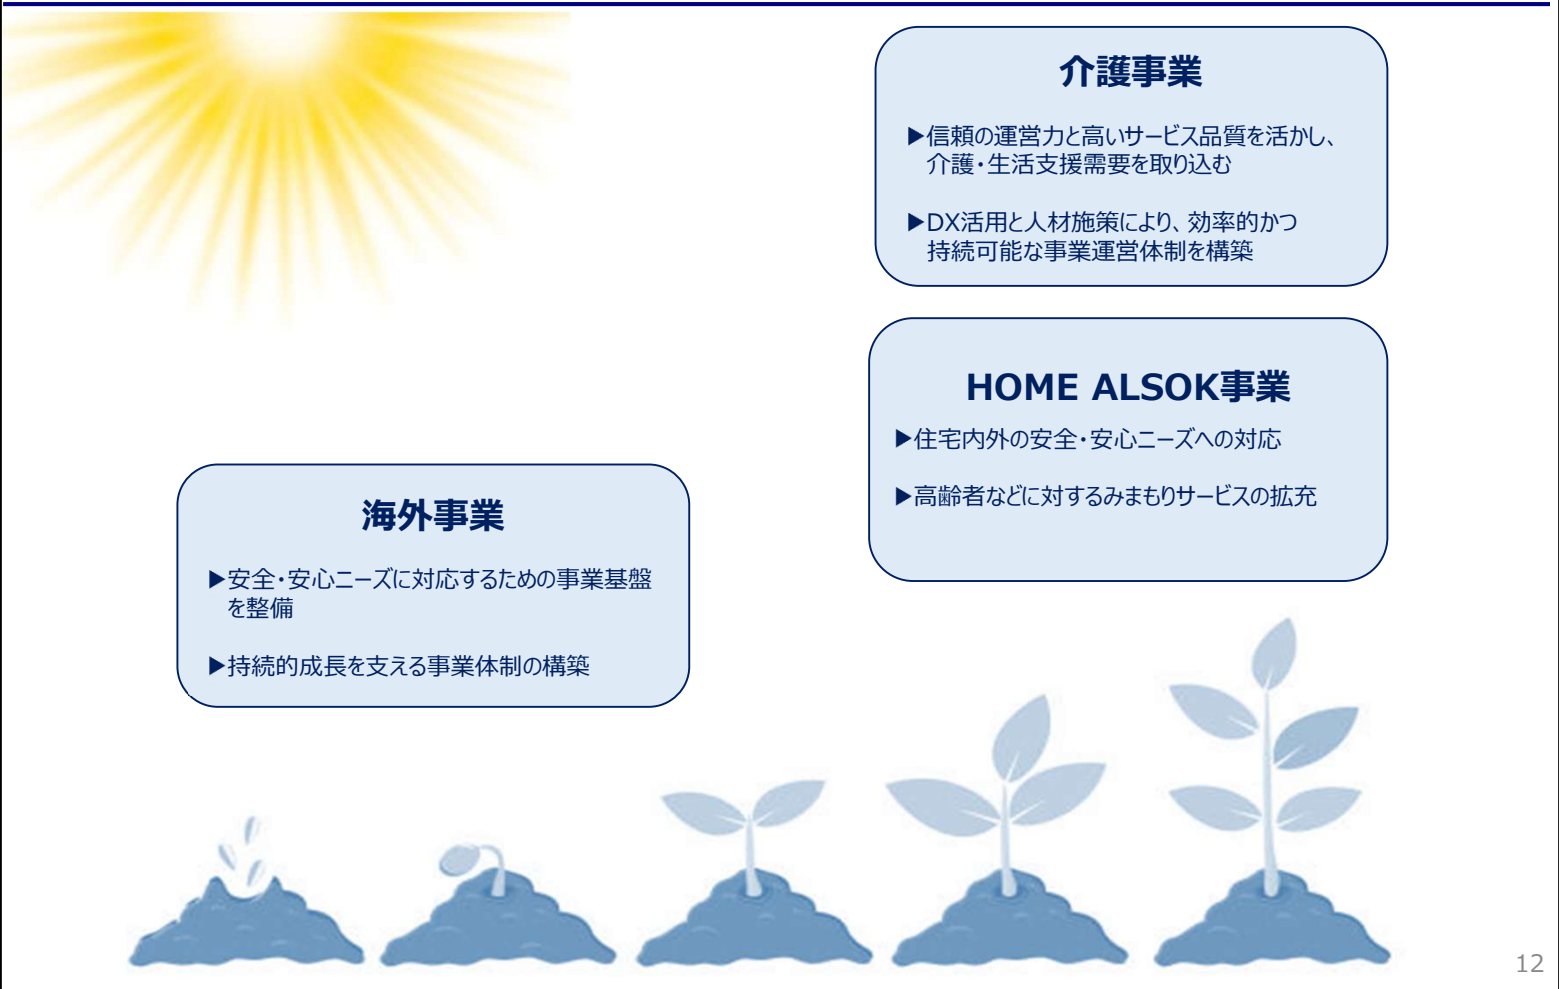 介護事業
▶信頼の運営力と高いサービス品質を活かし、
介護・生活支援需要を取り込む
▶DX活用と人材施策により、効率的かつ
持続可能な事業運営体制を構築
HOME ALSOK事業
▶住宅内外の安全・安心ニーズへの対応
▶高齢者などに対するみまもりサービスの拡充
海外事業
▶安全・安心ニーズに対応するための事業基盤
を整備
▶持続的成長を支える事業体制の構築
12